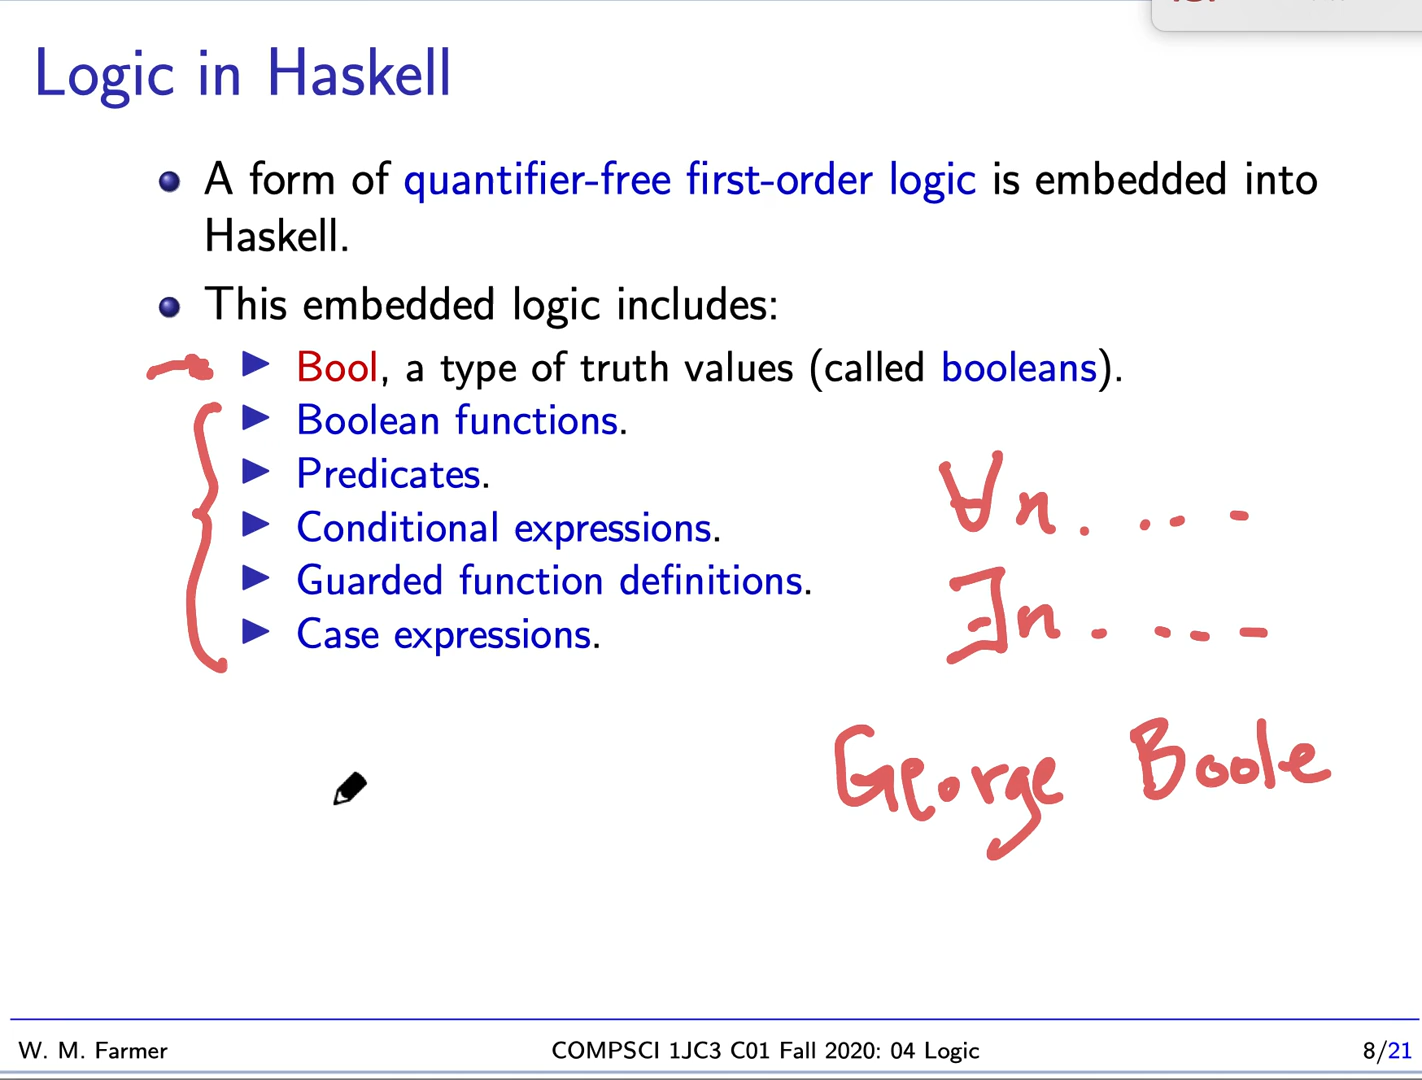 Logic in Haskell
A form of quantifier-free first-order logic is embedded into
Haskell.
This embedded logic includes:
Bool, a type of truth values (called booleans).
Boolean functions.
Predicates.
Conditional expressions.
Guarded function definitions.
Case expressions.
∀n. ...
∃n. ...
George Boole
W. M. Farmer
COMPSCI 1JC3 C01 Fall 2020: 04 Logic
8/21